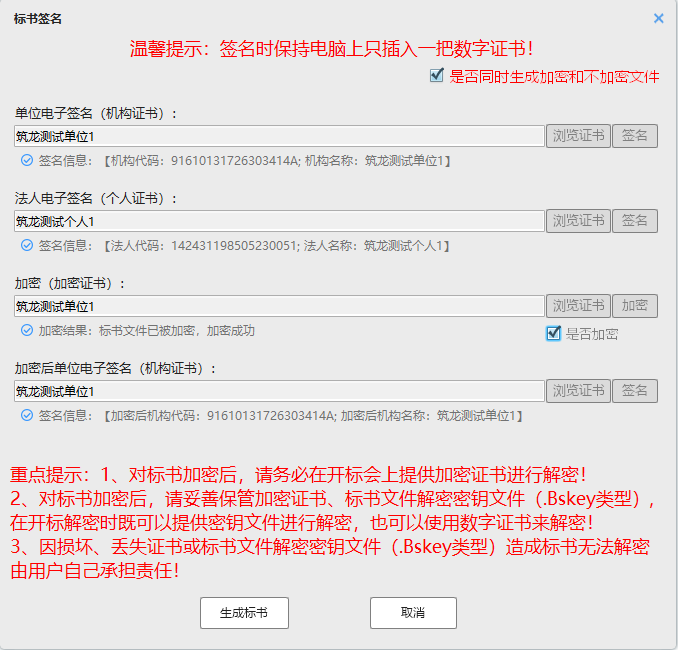 标书签名
温馨提示：签名时保持电脑上只插入一把数字证书！
是否同时生成加密和不加密文件
单位电子签名（机构证书）：
筑龙测试单位1 浏览证书 签名
签名信息：【机构代码：91610131726303414A; 机构名称：筑龙测试单位1】
法人电子签名（个人证书）：
筑龙测试个人1 浏览证书 签名
签名信息：【法人代码：142431198505230051; 法人名称：筑龙测试个人1】
加密（加密证书）：
筑龙测试单位1 浏览证书 加密
加密结果：标书文件已被加密，加密成功 是否加密
加密后单位电子签名（机构证书）：
筑龙测试单位1 浏览证书 签名
签名信息：【加密后机构代码：91610131726303414A; 加密后机构名称：筑龙测试单位1】
重点提示：1、对标书加密后，请务必在开标会上提供加密证书进行解密！
2、对标书加密后，请妥善保管加密证书、标书文件解密密钥文件（.Bskey类型），
在开标解密时既可以提供密钥文件进行解密，也可以使用数字证书来解密！
3、因损坏、丢失证书或标书文件解密密钥文件（.Bskey类型）造成标书无法解密
由用户自己承担责任！
生成标书 取消